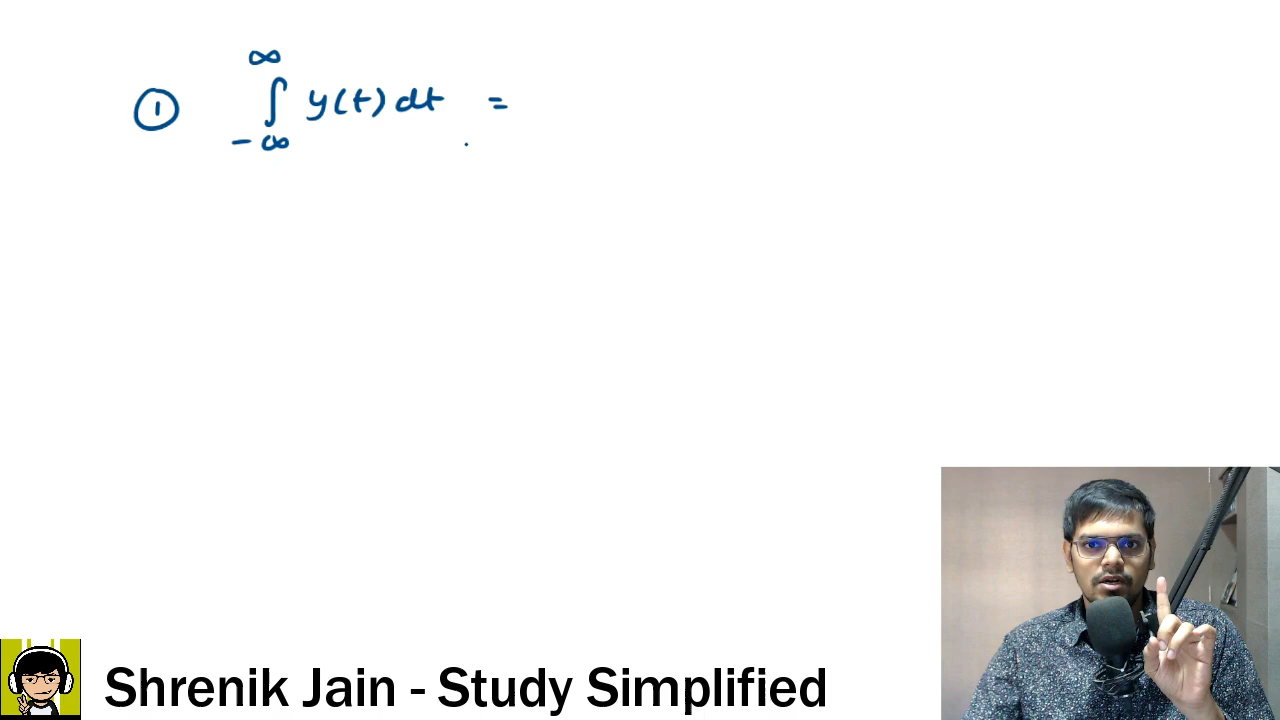 ① ∞∫-∞ y(t) dt =
Shrenik Jain - Study Simplified